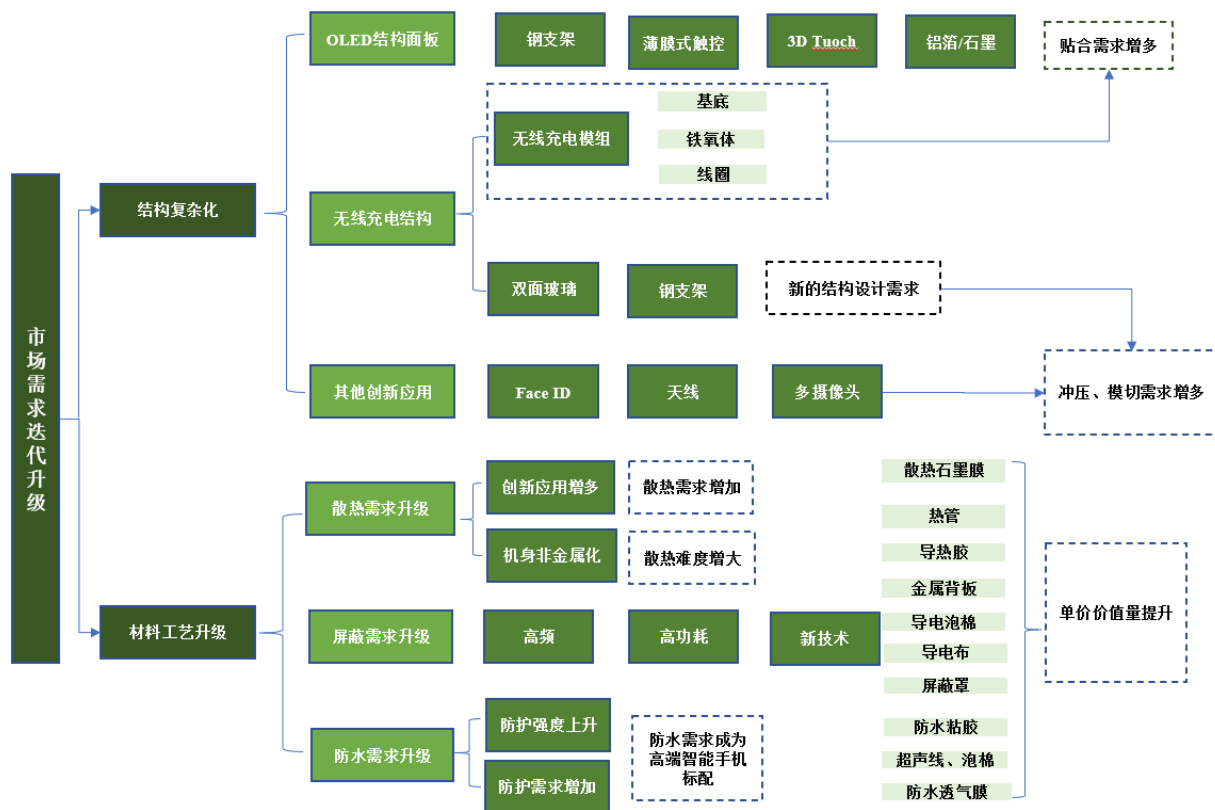 OLED结构面板
钢支架
薄膜式触控
3D Tuoch
铝箔/石墨
贴合需求增多
无线充电模组
基底
铁氧体
线圈
市场需求迭代升级
结构复杂化
无线充电结构
双面玻璃
钢支架
新的结构设计需求
其他创新应用
Face ID
天线
多摄像头
冲压、模切需求增多
散热需求升级
创新应用增多
散热需求增加
机身非金属化
散热难度增大
材料工艺升级
屏蔽需求升级
高频
高功耗
新技术
防水需求升级
防护强度上升
防护需求增加
防水需求成为
高端智能手机
标配
散热石墨膜
热管
导热胶
金属背板
导电泡棉
导电布
屏蔽罩
防水粘胶
超声线、泡棉
防水透气膜
单价价值量提升